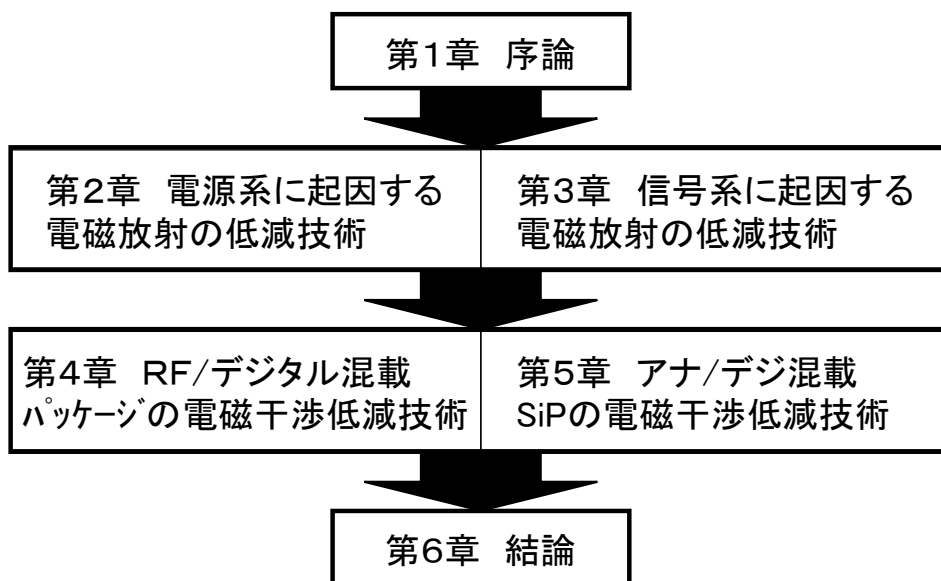 第1章 序論
第2章 電源系に起因する
電磁放射の低減技術
第3章 信号系に起因する
電磁放射の低減技術
第4章 RF/デジタル混載
ﾊﾟｯｹｰｼﾞの電磁干渉低減技術
第5章 アナ/デジ混載
SiPの電磁干渉低減技術
第6章 結論